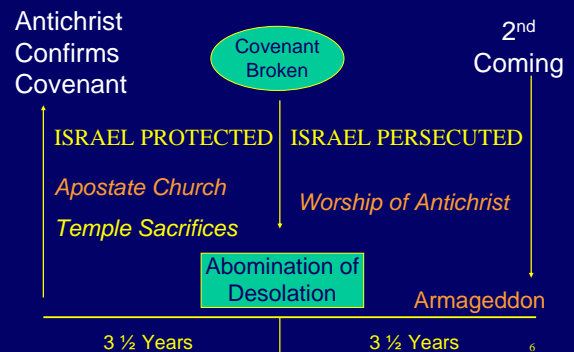 Antichrist
Confirms
Covenant
Covenant
Broken
2nd
Coming
ISRAEL PROTECTED
ISRAEL PERSECUTED
Apostate Church
Temple Sacrifices
Worship of Antichrist
Abomination of
Desolation
Armageddon
3 ½ Years
3 ½ Years
6